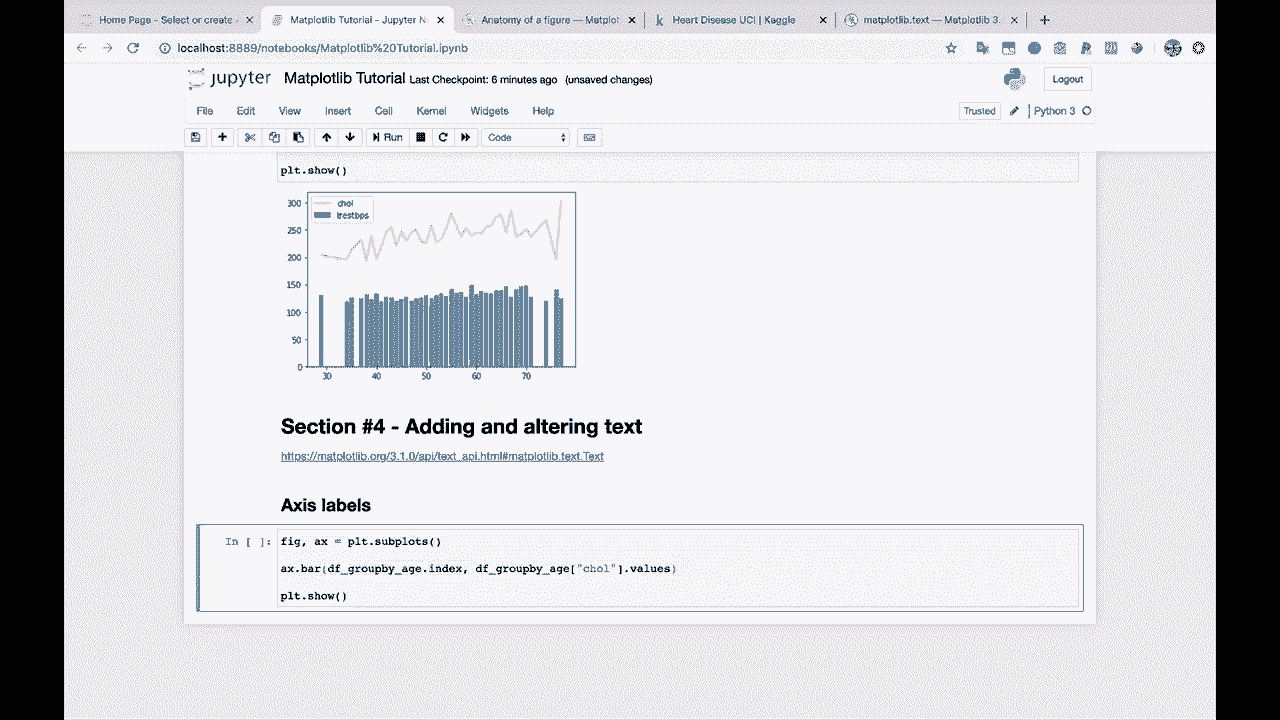 Home Page - Select or create
Matplotlib Tutorial - Jupyter N
Anatomy of a figure — Matplot
Heart Disease UCI | Kaggle
matplotlib.text — Matplotlib 3.
localhost:8889/notebooks/Matplotlib%20Tutorial.ipynb
jupyter Matplotlib Tutorial Last Checkpoint: 6 minutes ago (unsaved changes)
Logout
File Edit View Insert Cell Kernel Widgets Help
Trusted
Python 3
Run
Code
plt.show()
300
250
200
150
100
50
0
chol
trestbps
30 40 50 60 70
Section #4 - Adding and altering text
https://matplotlib.org/3.1.0/api/text_api.html#matplotlib.text.Text
Axis labels
In [ ]: fig, ax = plt.subplots()
ax.bar(df_groupby_age.index, df_groupby_age["chol"].values)
plt.show()